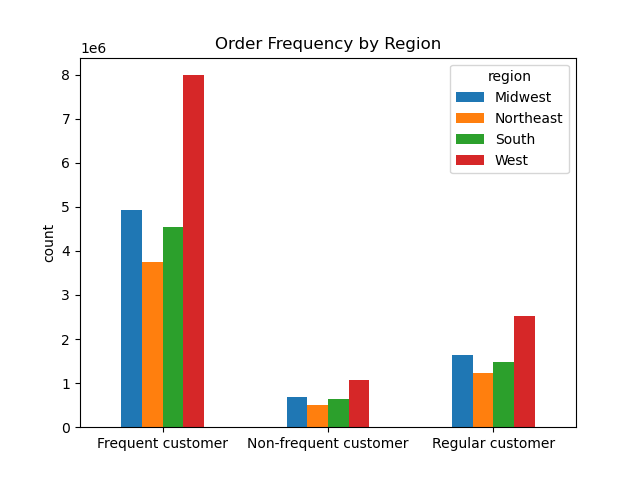 Order Frequency by Region
1e6
8
7
6
5
4
3
2
1
0
count
region
Midwest
Northeast
South
West
Frequent customer
Non-frequent customer
Regular customer